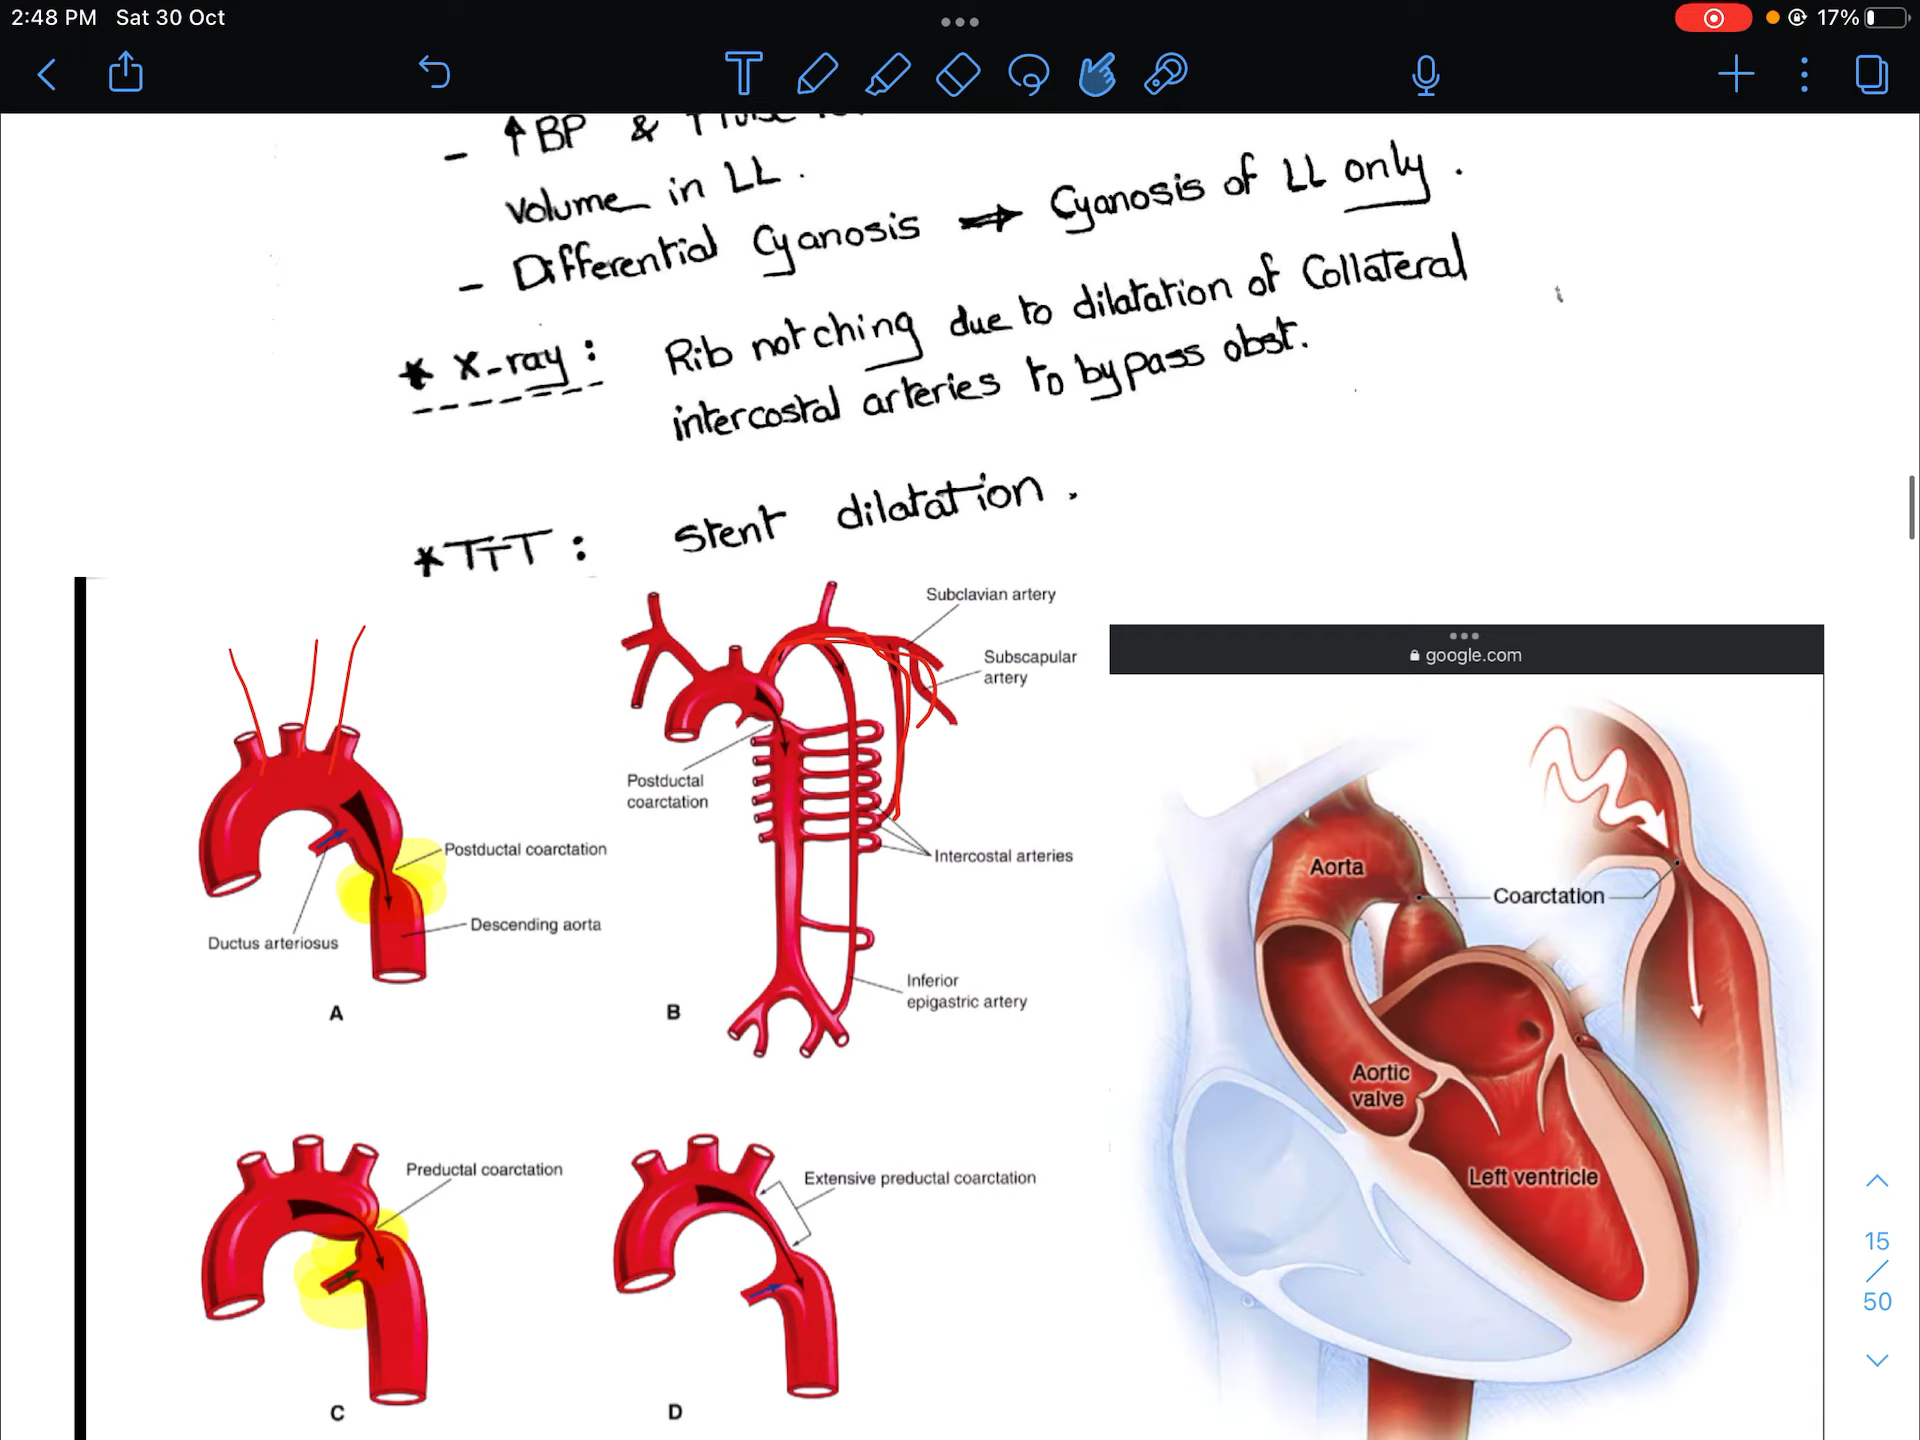 2:48 PM Sat 30 Oct
17%
- ↑ BP &
Volume in LL.
- Differential Cyanosis ⇒ Cyanosis of LL only.
* X-ray: Rib notching due to dilatation of Collateral
intercostal arteries to bypass obst.
*TTT: Stent dilatation.
Subclavian artery
Subscapular
artery
Postductal
coarctation
Intercostal arteries
Inferior
epigastric artery
B
Postductal coarctation
Descending aorta
Ductus arteriosus
A
Preductal coarctation
C
Extensive preductal coarctation
D
google.com
Aorta
Coarctation
Aortic
valve
Left ventricle
15
/
50